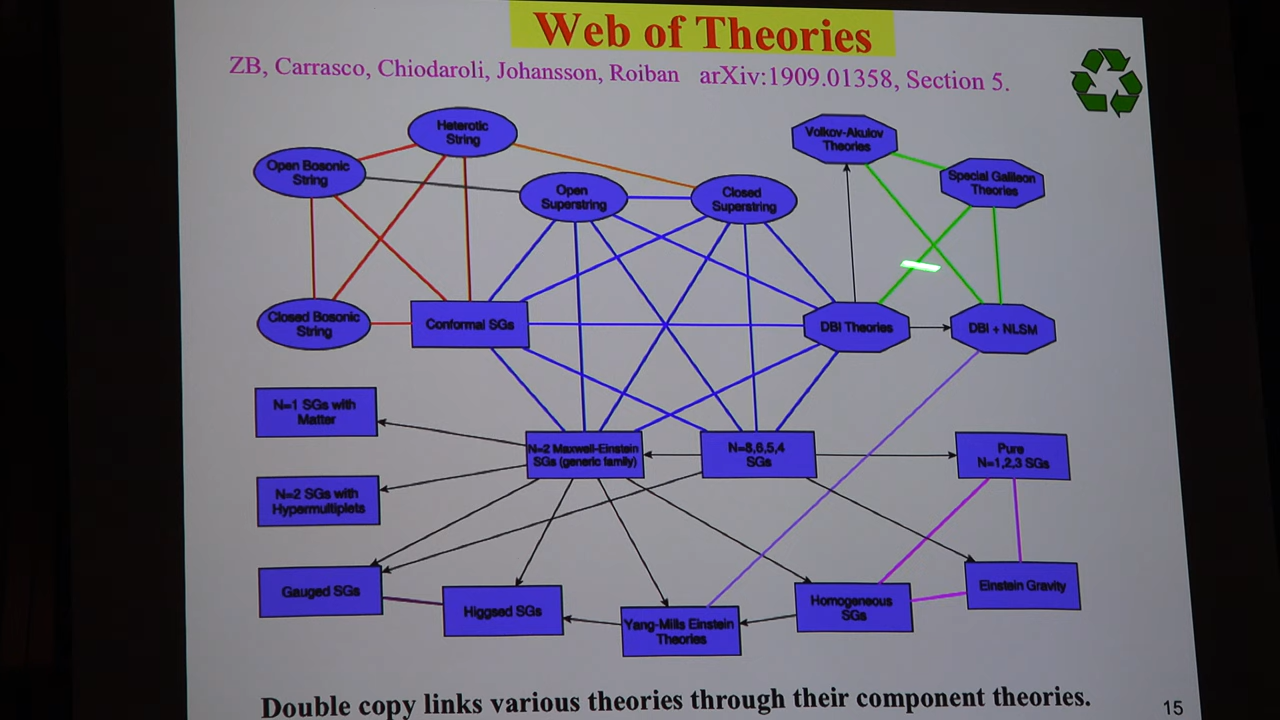 Web of Theories
ZB, Carrasco, Chiodaroli, Johansson, Roiban arXiv:1909.01358, Section 5.
Heterotic
String
Volkov-Akulov
Theories
Open Bosonic
String
Open
Superstring
Closed
Superstring
Special Galileon
Theories
Closed Bosonic
String
Conformal SGs
DBI Theories
DBI + NLSM
N=1 SGs with
Matter
N=2 Maxwell-Einstein
SGs (generic family)
N=8,6,5,4
SGs
Pure
N=1,2,3 SGs
N=2 SGs with
Hypermultiplets
Gauged SGs
Higgsed SGs
Yang-Mills Einstein
Theories
Homogeneous
SGs
Einstein Gravity
Double copy links various theories through their component theories.
15